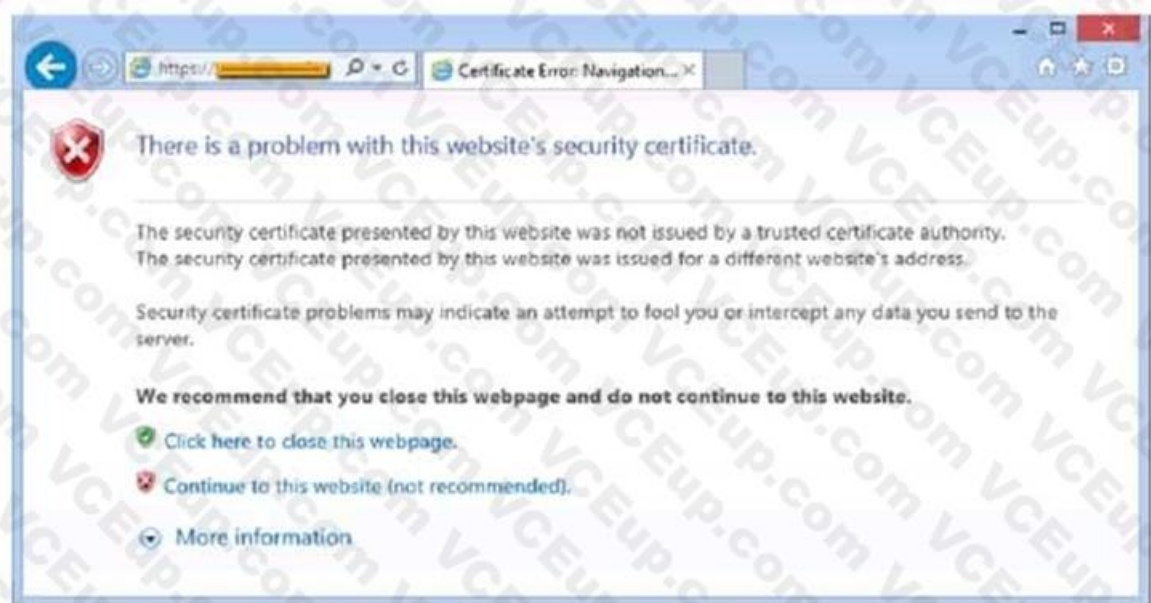 https://
Certificate Error: Navigation...
There is a problem with this website's security certificate.
The security certificate presented by this website was not issued by a trusted certificate authority.
The security certificate presented by this website was issued for a different website's address.
Security certificate problems may indicate an attempt to fool you or intercept any data you send to the
server.
We recommend that you close this webpage and do not continue to this website.
Click here to close this webpage.
Continue to this website (not recommended).
More information
VCEup.com